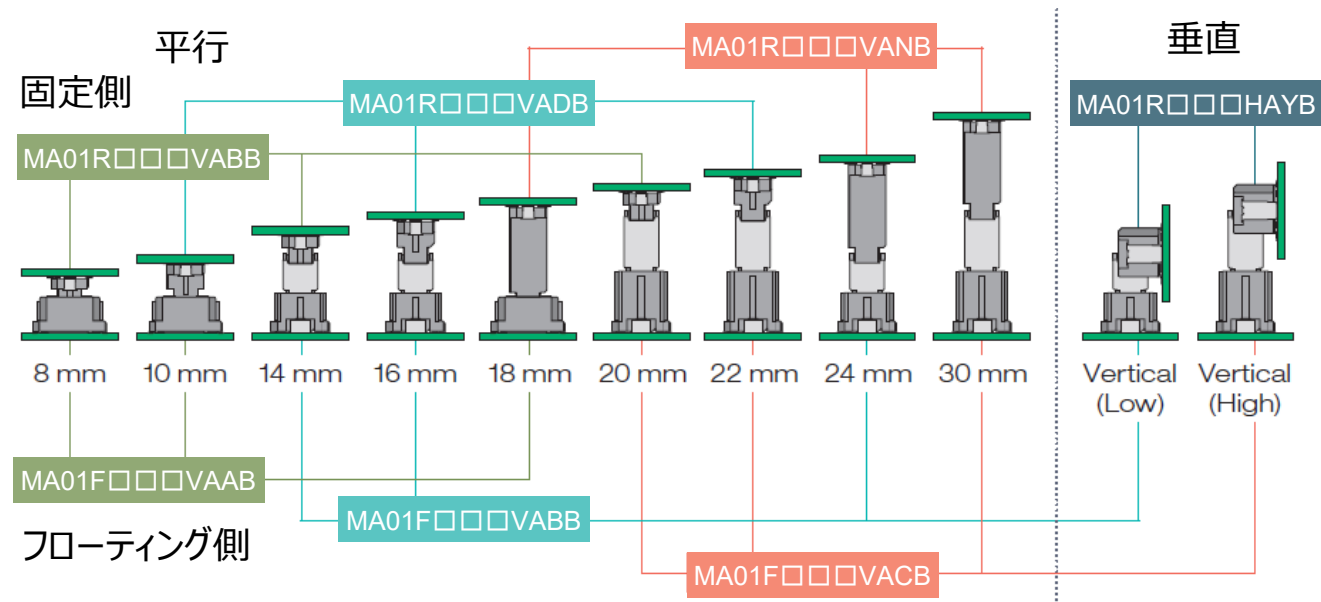 平行
垂直
固定側
MA01R□□□VANB
MA01R□□□VADB
MA01R□□□HAYB
MA01R□□□VABB
8 mm
10 mm
14 mm
16 mm
18 mm
20 mm
22 mm
24 mm
30 mm
Vertical
(Low)
Vertical
(High)
MA01F□□□VAAB
MA01F□□□VABB
フローティング側
MA01F□□□VACB